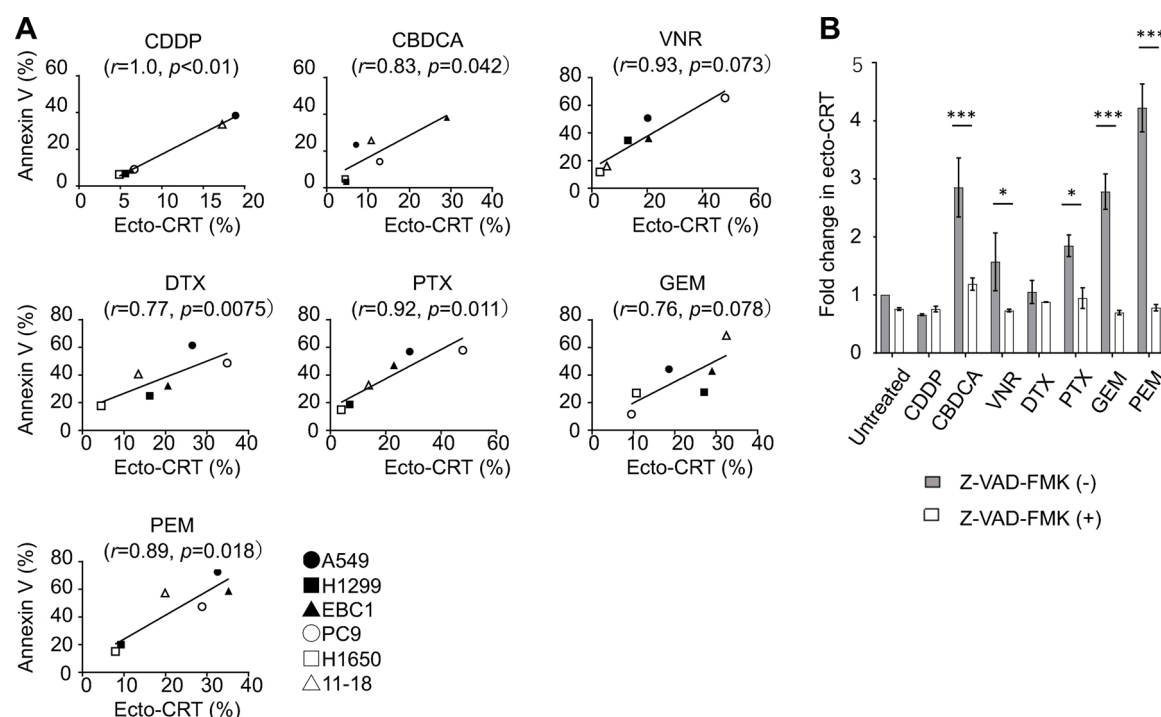 A
CDDP
(r=1.0, p<0.01)
Annexin V (%)
60
40
20
0
0 5 10 15 20
Ecto-CRT (%)
CBDCA
(r=0.83, p=0.042)
60
40
20
0
0 10 20 30 40
Ecto-CRT (%)
VNR
(r=0.93, p=0.073)
80
60
40
20
0
0 20 40 60
Ecto-CRT (%)
DTX
(r=0.77, p=0.0075)
Annexin V (%)
80
60
40
20
0
0 10 20 30 40
Ecto-CRT (%)
PTX
(r=0.92, p=0.011)
80
60
40
20
0
0 20 40 60
Ecto-CRT (%)
GEM
(r=0.76, p=0.078)
80
60
40
20
0
0 10 20 30 40
Ecto-CRT (%)
PEM
(r=0.89, p=0.018)
Annexin V (%)
80
60
40
20
0
0 10 20 30 40
Ecto-CRT (%)
A549
H1299
EBC1
PC9
H1650
11-18
B
Fold change in ecto-CRT
5
4
3
2
1
0
***
*
*
***
***
Untreated
CDDP
CBDCA
VNR
DTX
PTX
GEM
PEM
Z-VAD-FMK (-)
Z-VAD-FMK (+)